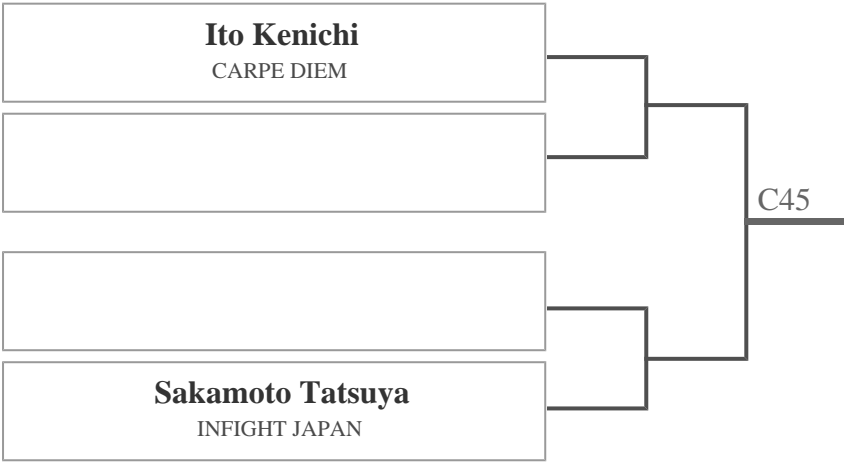 Ito Kenichi
CARPE DIEM
C45
Sakamoto Tatsuya
INFIGHT JAPAN